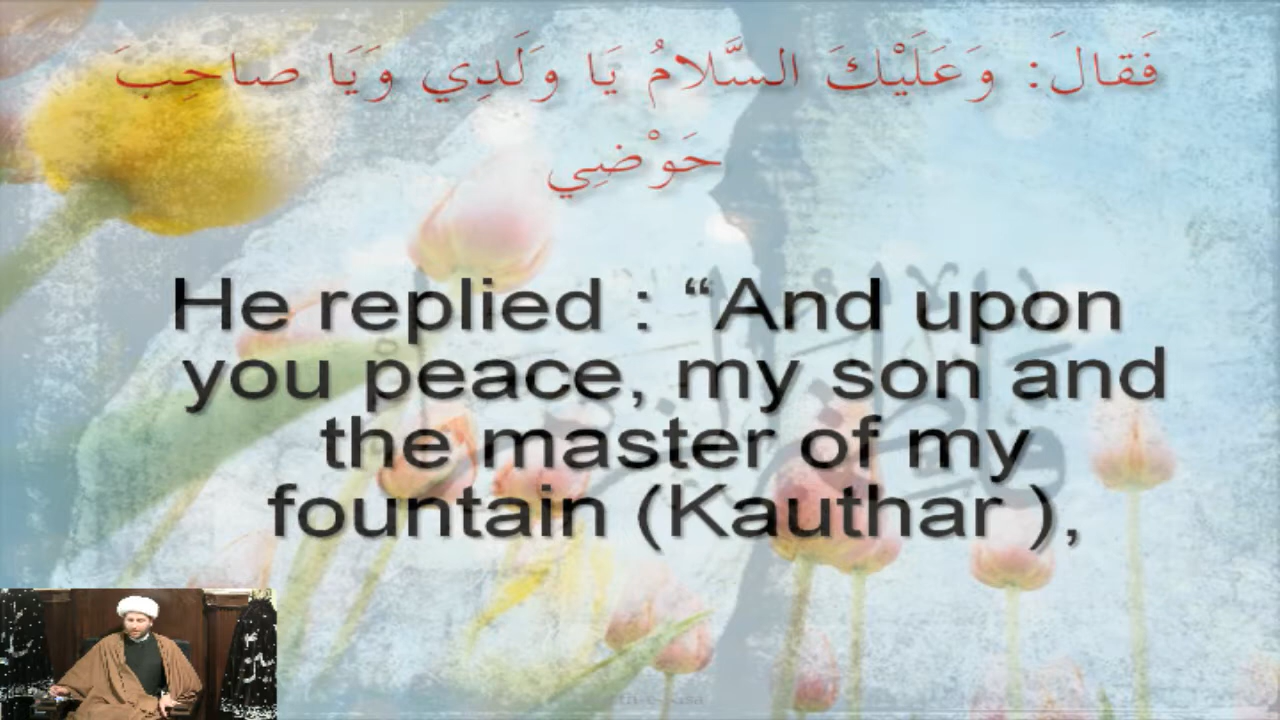 فَقالَ: وَعَلَيْكَ السَّلامُ يَا وَلَدِي وَيَا صاحِبَ
حَوْضِي
He replied : “And upon
you peace, my son and
the master of my
fountain (Kauthar ),